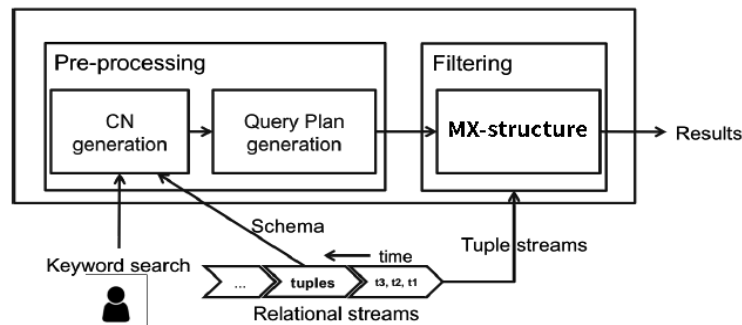 Pre-processing
Filtering
CN
generation
Query Plan
generation
MX-structure
Results
Schema
time
Tuple streams
Keyword search
...
tuples
t3, t2, t1
Relational streams